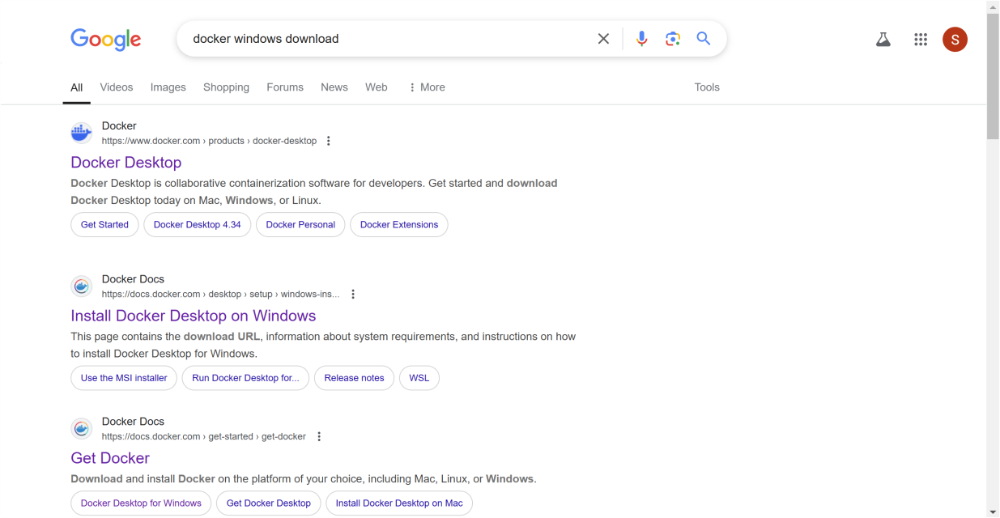 Google
docker windows download
S
All Videos Images Shopping Forums News Web More Tools
Docker
https://www.docker.com › products › docker-desktop
Docker Desktop
Docker Desktop is collaborative containerization software for developers. Get started and download
Docker Desktop today on Mac, Windows, or Linux.
Get Started Docker Desktop 4.34 Docker Personal Docker Extensions
Docker Docs
https://docs.docker.com › desktop › setup › windows-ins...
Install Docker Desktop on Windows
This page contains the download URL, information about system requirements, and instructions on how
to install Docker Desktop for Windows.
Use the MSI installer Run Docker Desktop for... Release notes WSL
Docker Docs
https://docs.docker.com › get-started › get-docker
Get Docker
Download and install Docker on the platform of your choice, including Mac, Linux, or Windows.
Docker Desktop for Windows Get Docker Desktop Install Docker Desktop on Mac